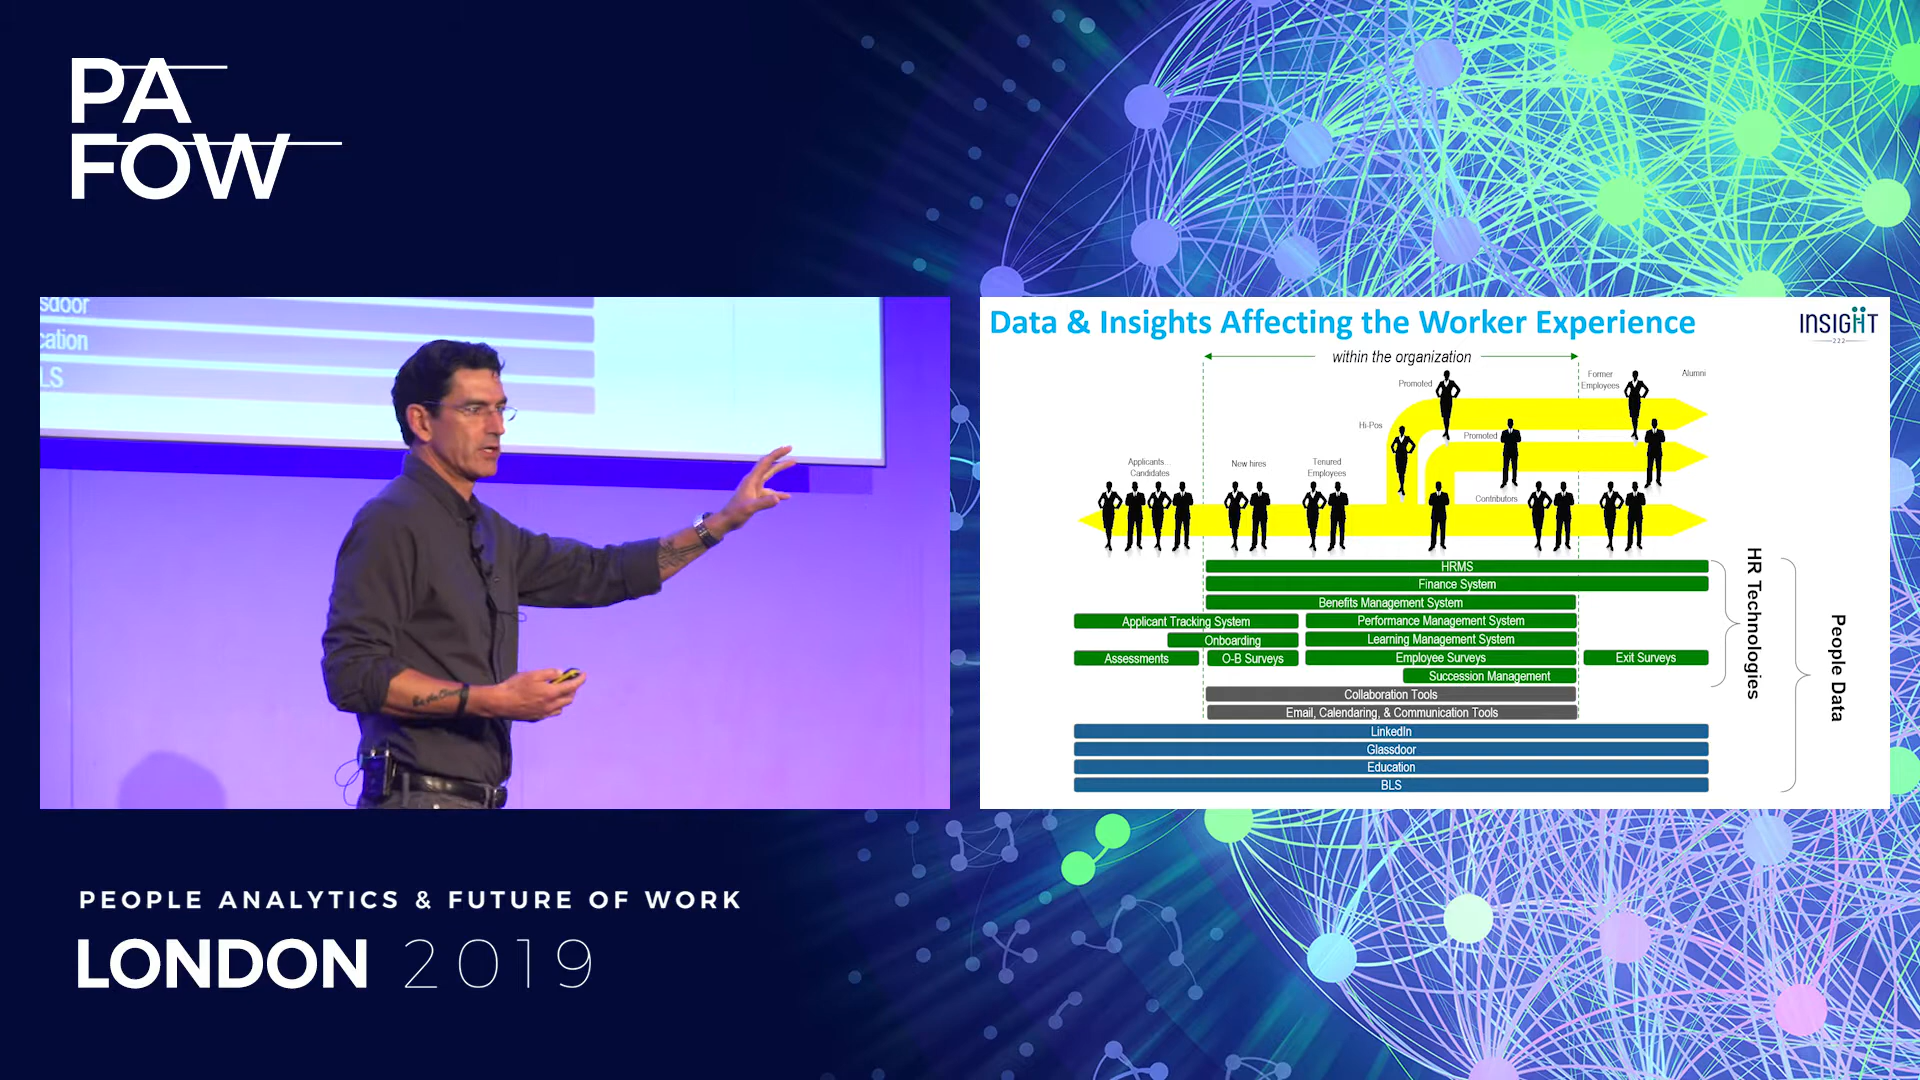 PA
FOW
sdoor
cation
LS
Data & Insights Affecting the Worker Experience
INSIGHT
222
within the organization
Promoted
Former
Employees
Alumni
Hi-Pos
Promoted
Applicants...
Candidates
New hires
Tenured
Employees
Contributors
HRMS
Finance System
Benefits Management System
Applicant Tracking System
Performance Management System
Onboarding
Learning Management System
Assessments
O-B Surveys
Employee Surveys
Exit Surveys
Succession Management
Collaboration Tools
Email, Calendaring, & Communication Tools
LinkedIn
Glassdoor
Education
BLS
HR Technologies
People Data
PEOPLE ANALYTICS & FUTURE OF WORK
LONDON 2019